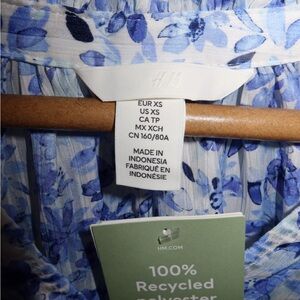 H&M
EUR XS
US XS
CA TP
MX XCH
CN 160/80A
MADE IN
INDONESIA
FABRIQUÉ EN
INDONÉSIE
HM.COM
100%
Recycled
polyester